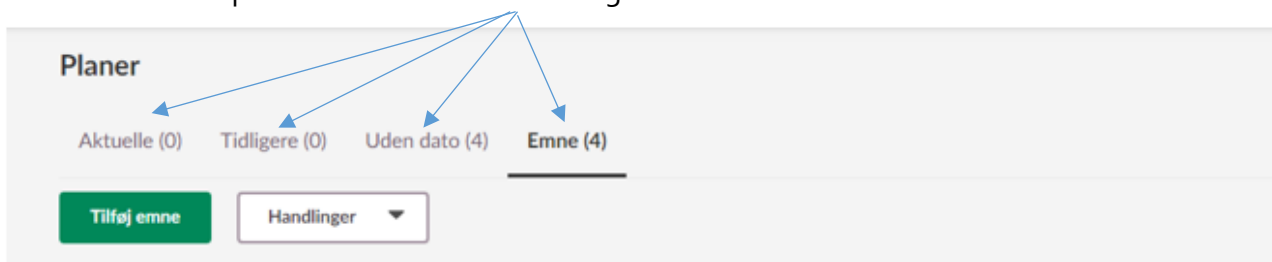 Planer
Aktuelle (0) Tidligere (0) Uden dato (4) Emne (4)
Tilføj emne Handlinger